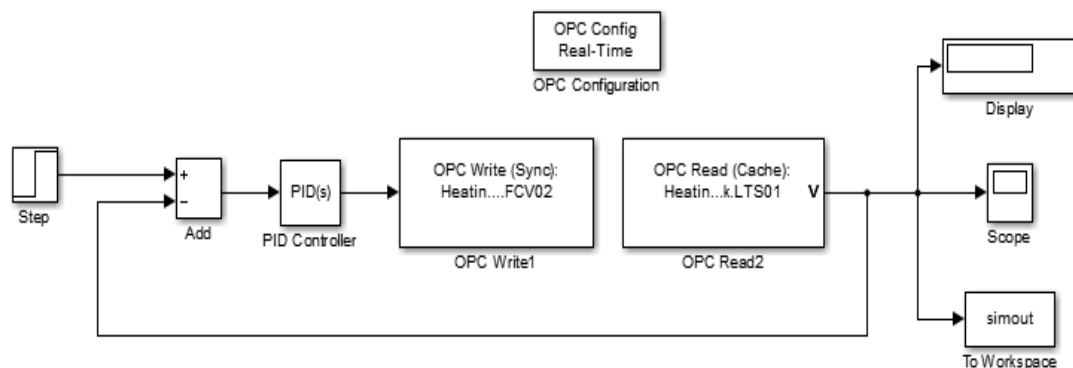 OPC Config
Real-Time
OPC Configuration
Display
Step
+
−
Add
PID(s)
PID Controller
OPC Write (Sync):
Heatin....FCV02
OPC Write1
OPC Read (Cache):
Heatin...k.LTS01
V
OPC Read2
Scope
simout
To Workspace